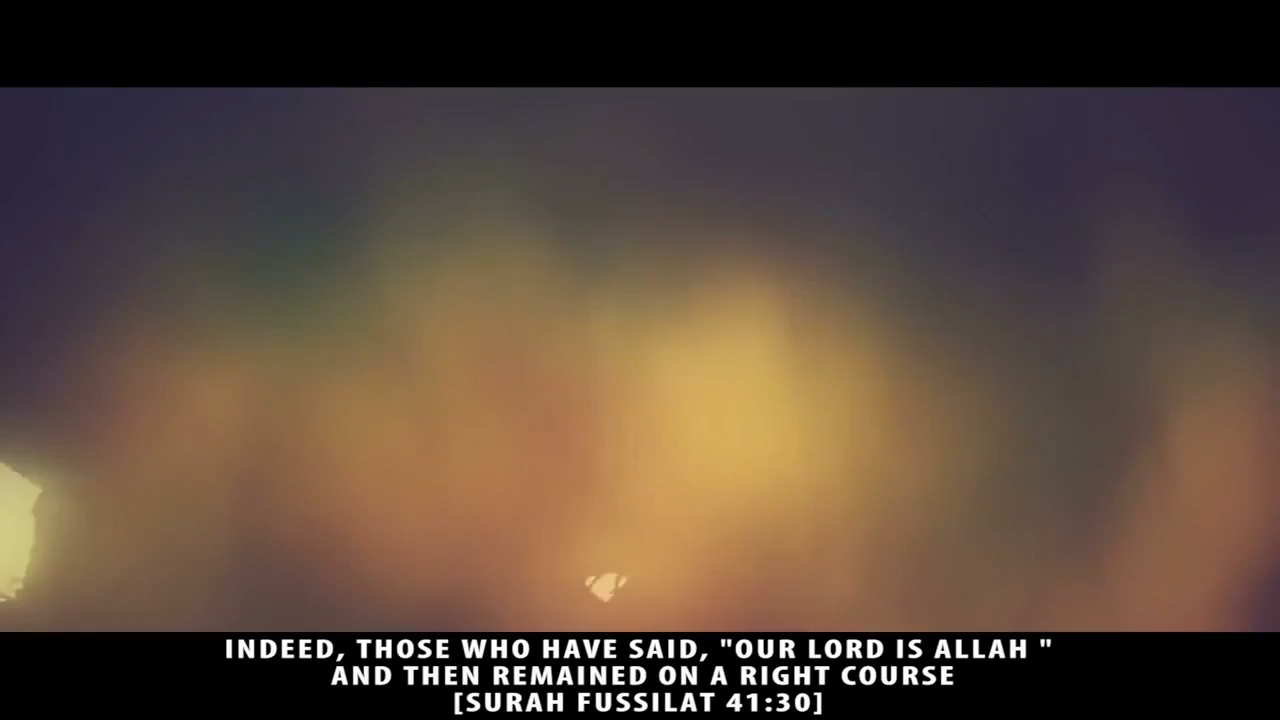 INDEED, THOSE WHO HAVE SAID, "OUR LORD IS ALLAH "
AND THEN REMAINED ON A RIGHT COURSE
[SURAH FUSSILAT 41:30]